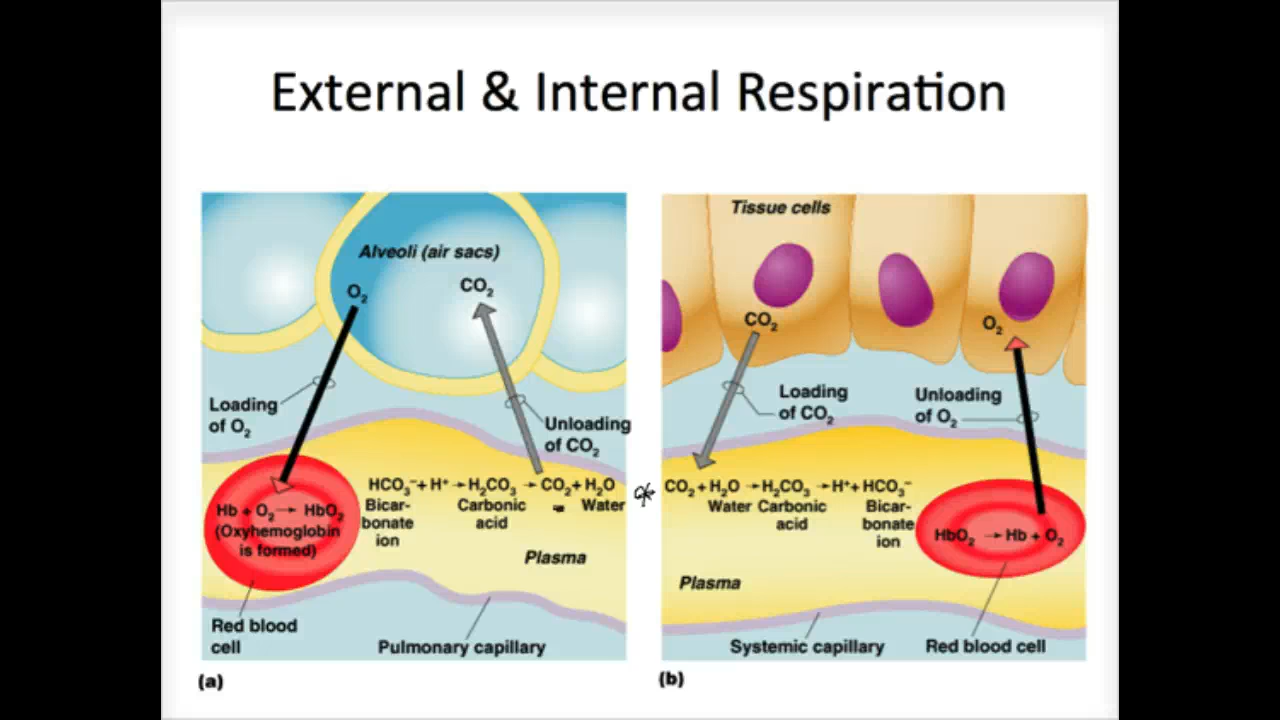 External & Internal Respiration
Alveoli (air sacs)
O₂
CO₂
Loading
of O₂
Unloading
of CO₂
HCO₃⁻ + H⁺ → H₂CO₃ → CO₂ + H₂O
Bicar-
bonate
ion
Carbonic
acid
Water
Hb + O₂ → HbO₂
(Oxyhemoglobin
is formed)
Plasma
Red blood
cell
Pulmonary capillary
(a)
Tissue cells
CO₂
O₂
Loading
of CO₂
Unloading
of O₂
CO₂ + H₂O → H₂CO₃ → H⁺ + HCO₃⁻
Water
Carbonic
acid
Bicar-
bonate
ion
HbO₂ → Hb + O₂
Plasma
Systemic capillary
Red blood cell
(b)